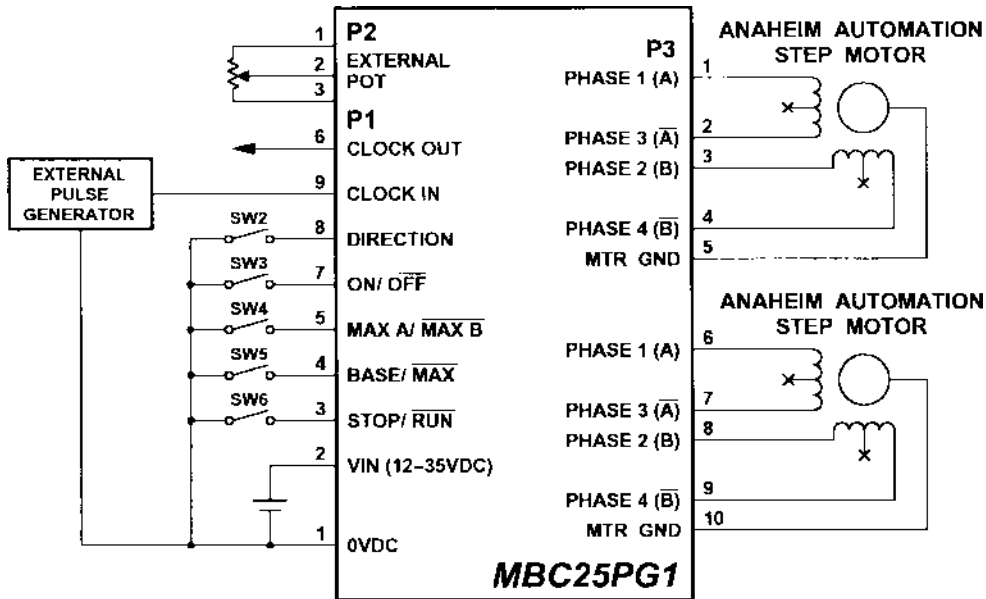 P2
1
2 EXTERNAL
3 POT
P1
6 CLOCK OUT
9 CLOCK IN
EXTERNAL
PULSE
GENERATOR
SW2 8 DIRECTION
SW3 7 ON/ O̅F̅F̅
SW4 5 MAX A/ M̅A̅X̅ B̅
SW5 4 BASE/ M̅A̅X̅
SW6 3 STOP/ R̅U̅N̅
2 VIN (12–35VDC)
1 0VDC
MBC25PG1
P3
PHASE 1 (A) 1
PHASE 3 (A̅) 2
PHASE 2 (B) 3
PHASE 4 (B̅) 4
MTR GND 5
ANAHEIM AUTOMATION
STEP MOTOR
PHASE 1 (A) 6
PHASE 3 (A̅) 7
PHASE 2 (B) 8
PHASE 4 (B̅) 9
MTR GND 10
ANAHEIM AUTOMATION
STEP MOTOR